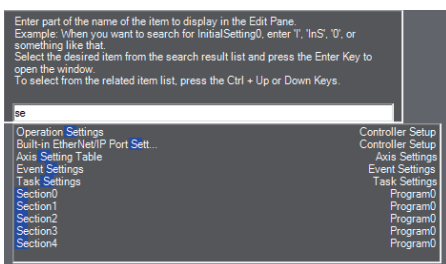 Enter part of the name of the item to display in the Edit Pane.
Example: When you want to search for InitialSetting0, enter 'I', 'InS', '0', or
something like that.
Select the desired item from the search result list and press the Enter Key to
open the window.
To select from the related item list, press the Ctrl + Up or Down Keys.
se
Operation Settings Controller Setup
Built-in EtherNet/IP Port Sett... Controller Setup
Axis Setting Table Axis Settings
Event Settings Event Settings
Task Settings Task Settings
Section0 Program0
Section1 Program0
Section2 Program0
Section3 Program0
Section4 Program0